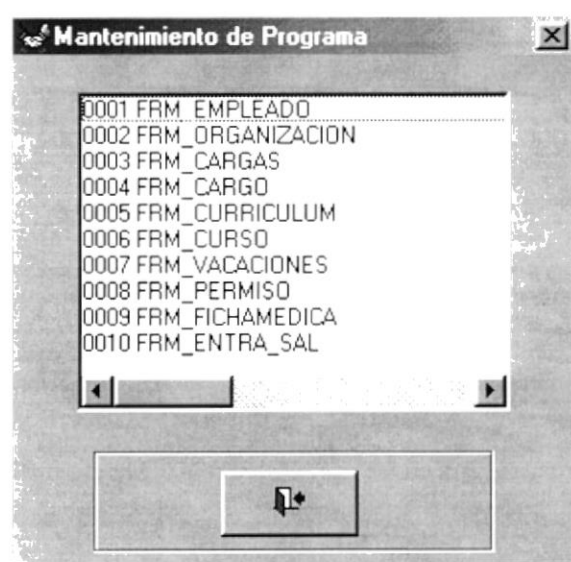 Mantenimiento de Programa
0001 FRM_EMPLEADO
0002 FRM_ORGANIZACION
0003 FRM_CARGAS
0004 FRM_CARGO
0005 FRM_CURRICULUM
0006 FRM_CURSO
0007 FRM_VACACIONES
0008 FRM_PERMISO
0009 FRM_FICHAMEDICA
0010 FRM_ENTRA_SAL